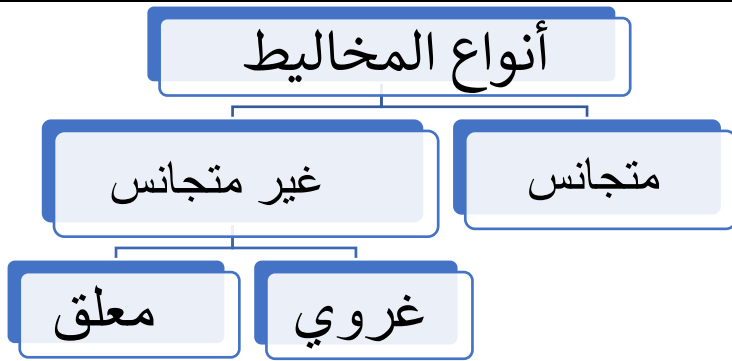 أنواع المخاليط
متجانس
غير متجانس
غروي
معلق